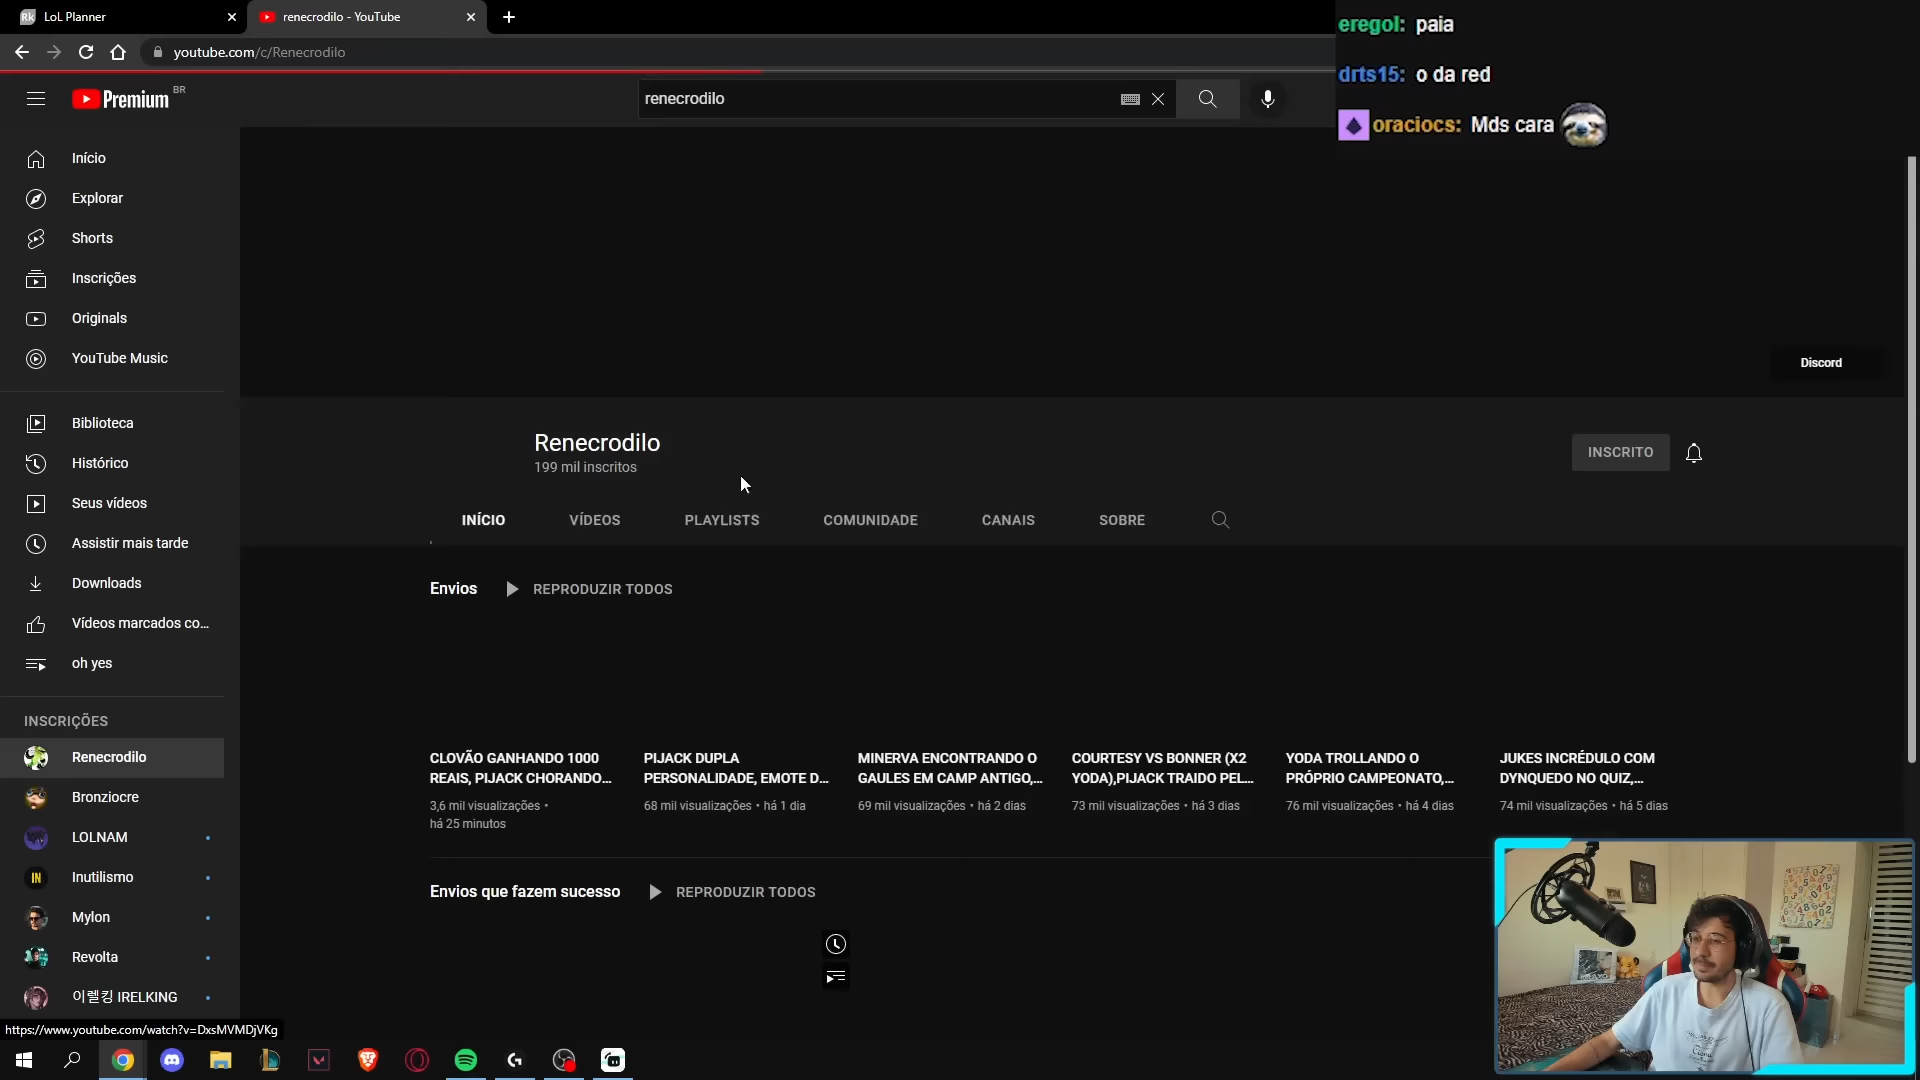 LoL Planner
renecrodilo - YouTube
youtube.com/c/Renecrodilo
Premium BR
renecrodilo
eregol: paia
drts15: o da red
oraciocs: Mds cara
Início
Explorar
Shorts
Inscrições
Originals
YouTube Music
Biblioteca
Histórico
Seus vídeos
Assistir mais tarde
Downloads
Vídeos marcados co...
oh yes
INSCRIÇÕES
Renecrodilo
Bronziocre
LOLNAM
Inutilismo
Mylon
Revolta
이렐킹 IRELKING
https://www.youtube.com/watch?v=DxsMVMDjVKg
Discord
Renecrodilo
199 mil inscritos
INSCRITO
INÍCIO VÍDEOS PLAYLISTS COMUNIDADE CANAIS SOBRE
Envios REPRODUZIR TODOS
CLOVÃO GANHANDO 1000
REAIS, PIJACK CHORANDO...
3,6 mil visualizações •
há 25 minutos
PIJACK DUPLA
PERSONALIDADE, EMOTE D...
68 mil visualizações • há 1 dia
MINERVA ENCONTRANDO O
GAULES EM CAMP ANTIGO,...
69 mil visualizações • há 2 dias
COURTESY VS BONNER (X2
YODA),PIJACK TRAIDO PEL...
73 mil visualizações • há 3 dias
YODA TROLLANDO O
PRÓPRIO CAMPEONATO,...
76 mil visualizações • há 4 dias
JUKES INCRÉDULO COM
DYNQUEDO NO QUIZ,...
74 mil visualizações • há 5 dias
Envios que fazem sucesso REPRODUZIR TODOS